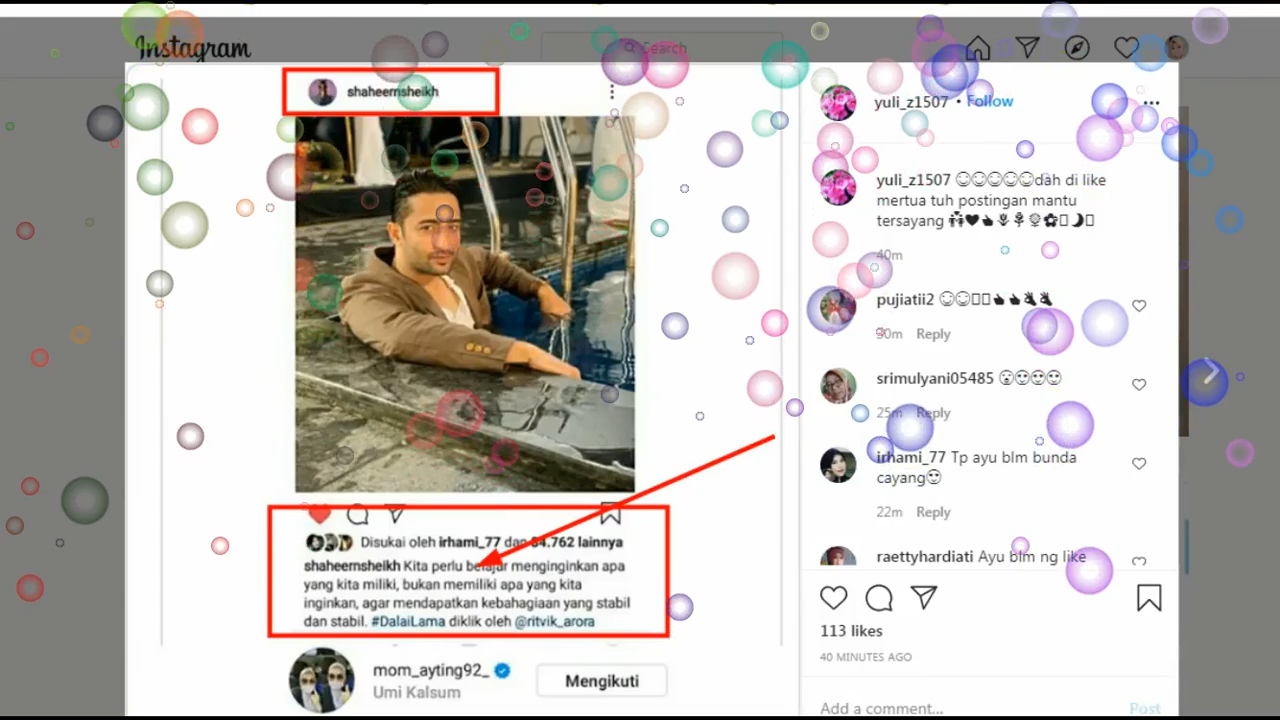 Instagram
Search
shaheernsheikh
Disukai oleh irhami_77 dan 84.762 lainnya
shaheernsheikh Kita perlu belajar menginginkan apa
yang kita miliki, bukan memiliki apa yang kita
inginkan, agar mendapatkan kebahagiaan yang stabil
dan stabil. #DalaiLama diklik oleh @ritvik_arora
mom_ayting92_
Umi Kalsum
Mengikuti
yuli_z1507 • Follow
yuli_z1507 dah di like
mertua tuh postingan mantu
tersayang
40m
pujiatii2
30m Reply
srimulyani05485
25m Reply
irhami_77 Tp ayu blm bunda
cayang
22m Reply
raettyhardiati Ayu blm ng like
113 likes
40 MINUTES AGO
Add a comment...
Post